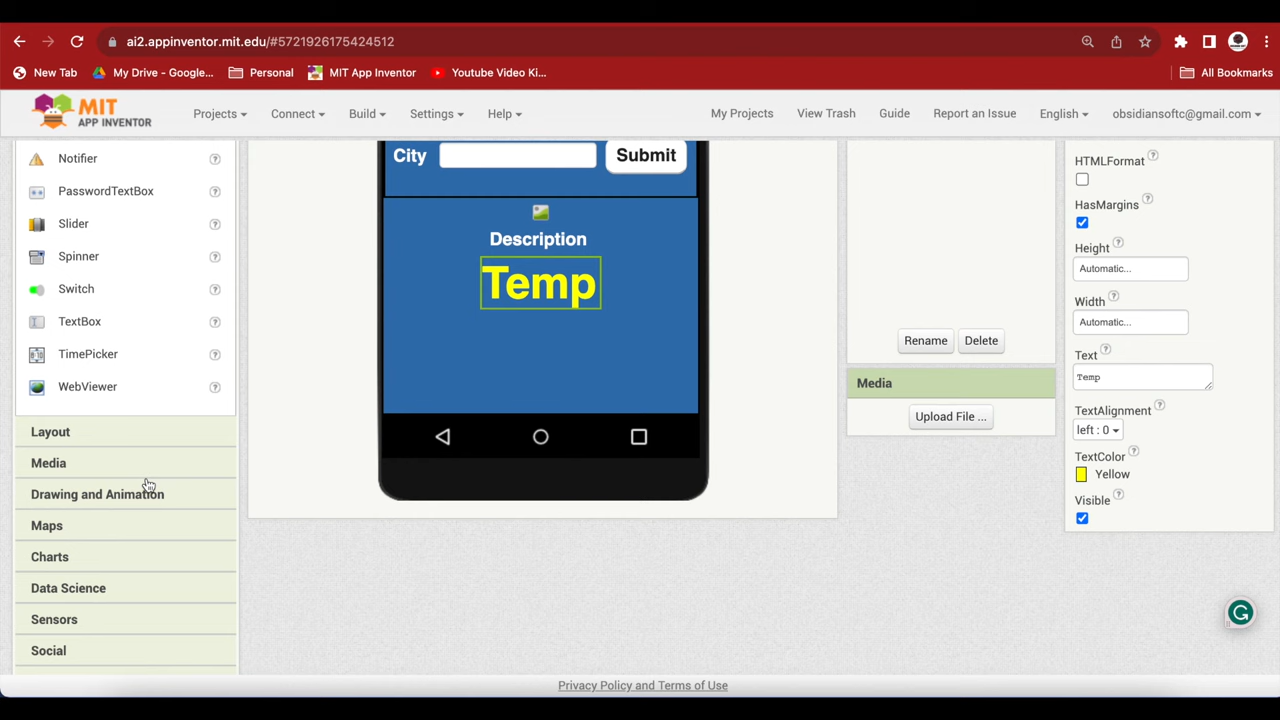 ai2.appinventor.mit.edu/#5721926175424512
New Tab
My Drive - Google...
Personal
MIT App Inventor
Youtube Video Ki...
All Bookmarks
MIT
APP INVENTOR
Projects
Connect
Build
Settings
Help
My Projects
View Trash
Guide
Report an Issue
English
obsidiansoftc@gmail.com
Notifier
PasswordTextBox
Slider
Spinner
Switch
TextBox
TimePicker
WebViewer
Layout
Media
Drawing and Animation
Maps
Charts
Data Science
Sensors
Social
City
Submit
Description
Temp
Rename
Delete
Media
Upload File ...
HTMLFormat
HasMargins
Height
Automatic...
Width
Automatic...
Text
Temp
TextAlignment
left : 0
TextColor
Yellow
Visible
Privacy Policy and Terms of Use